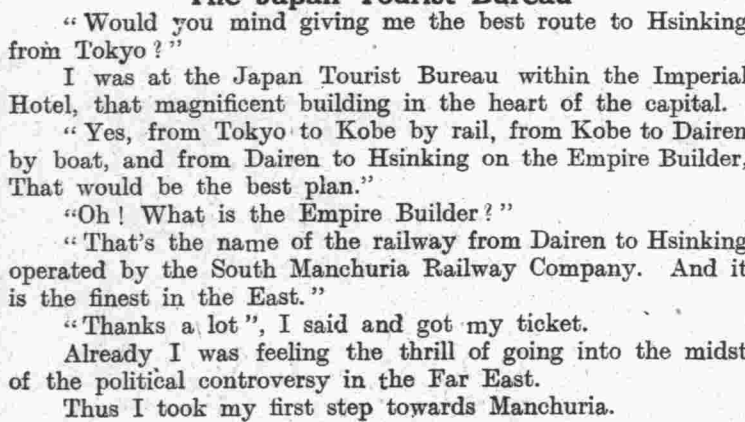 The Japan Tourist Bureau
" Would you mind giving me the best route to Hsinking
from Tokyo ? "
I was at the Japan Tourist Bureau within the Imperial
Hotel, that magnificent building in the heart of the capital.
" Yes, from Tokyo to Kobe by rail, from Kobe to Dairen
by boat, and from Dairen to Hsinking on the Empire Builder,
That would be the best plan."
"Oh ! What is the Empire Builder ? "
" That's the name of the railway from Dairen to Hsinking
operated by the South Manchuria Railway Company. And it
is the finest in the East. "
"Thanks a lot ", I said and got my ticket.
Already I was feeling the thrill of going into the midst
of the political controversy in the Far East.
Thus I took my first step towards Manchuria.